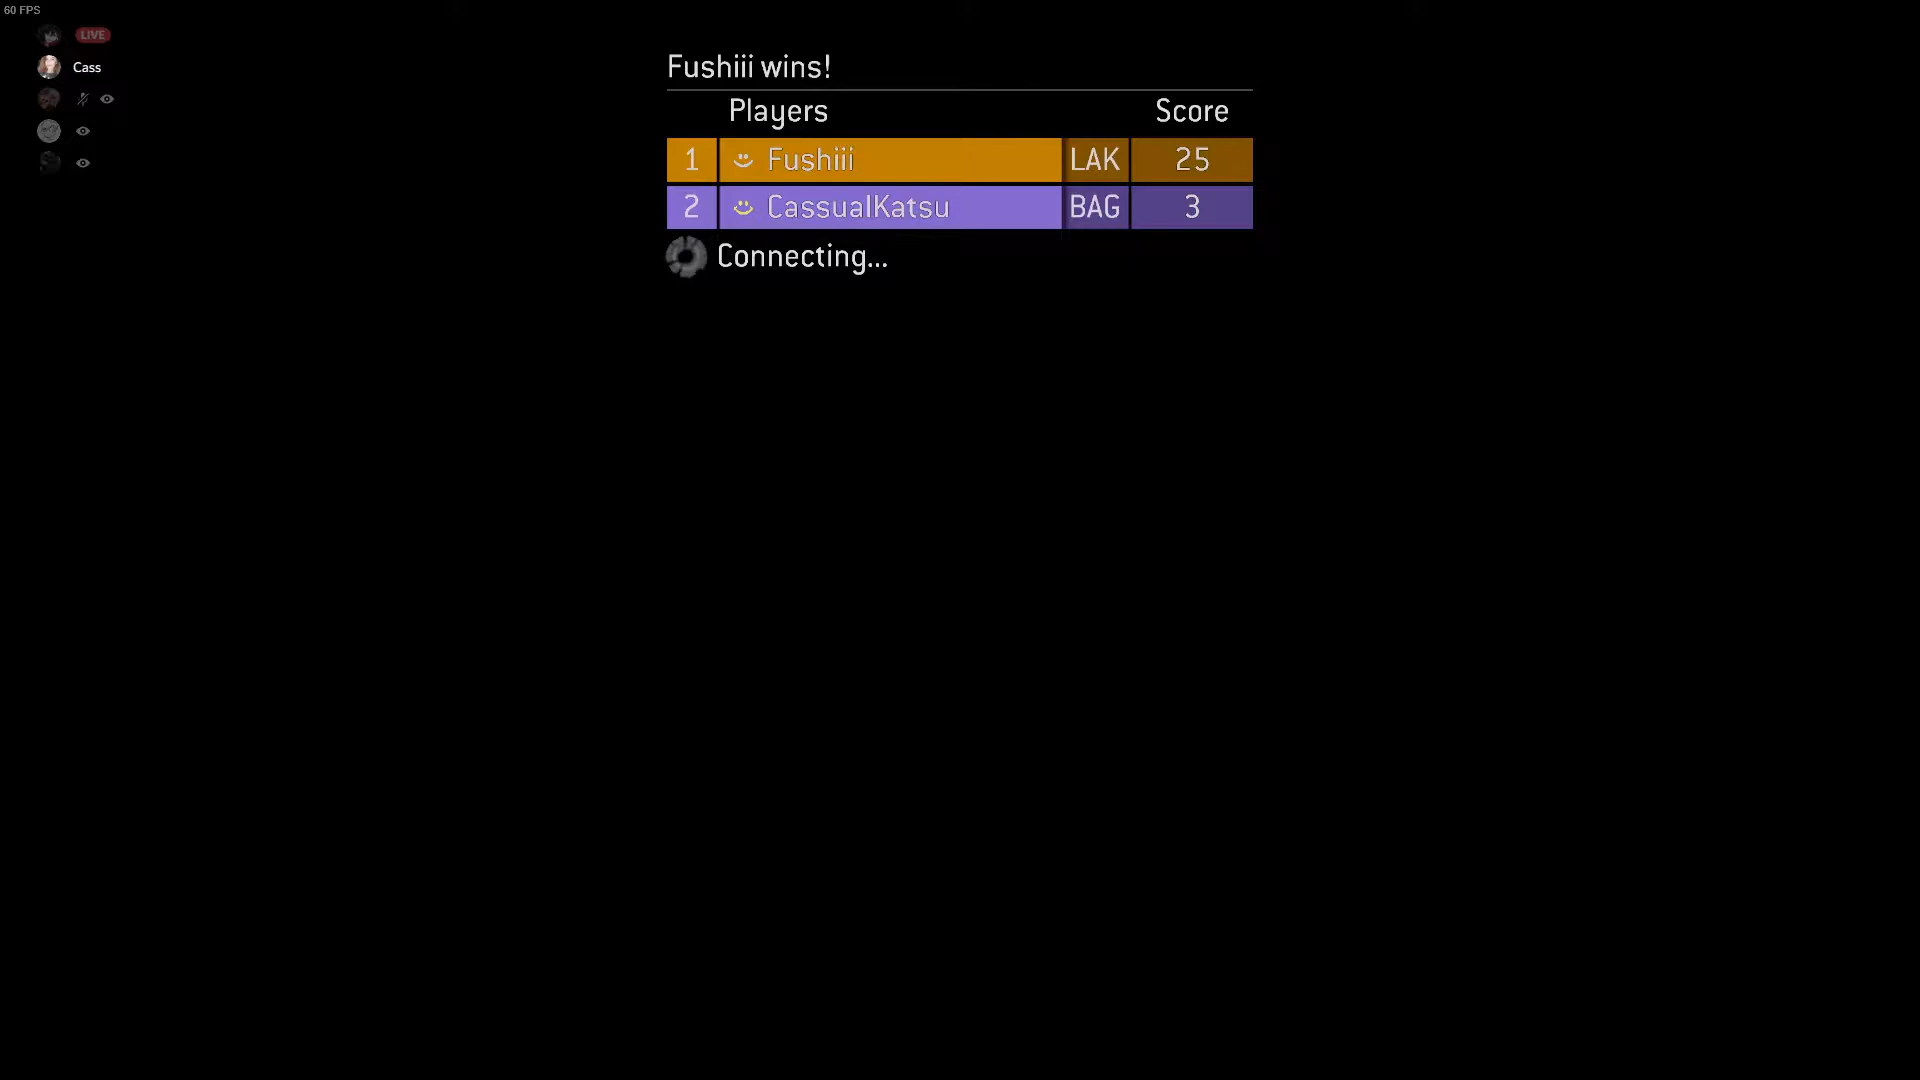 60 FPS
LIVE
Cass
Fushiii wins!
Players Score
1 Fushiii LAK 25
2 CassualKatsu BAG 3
Connecting...